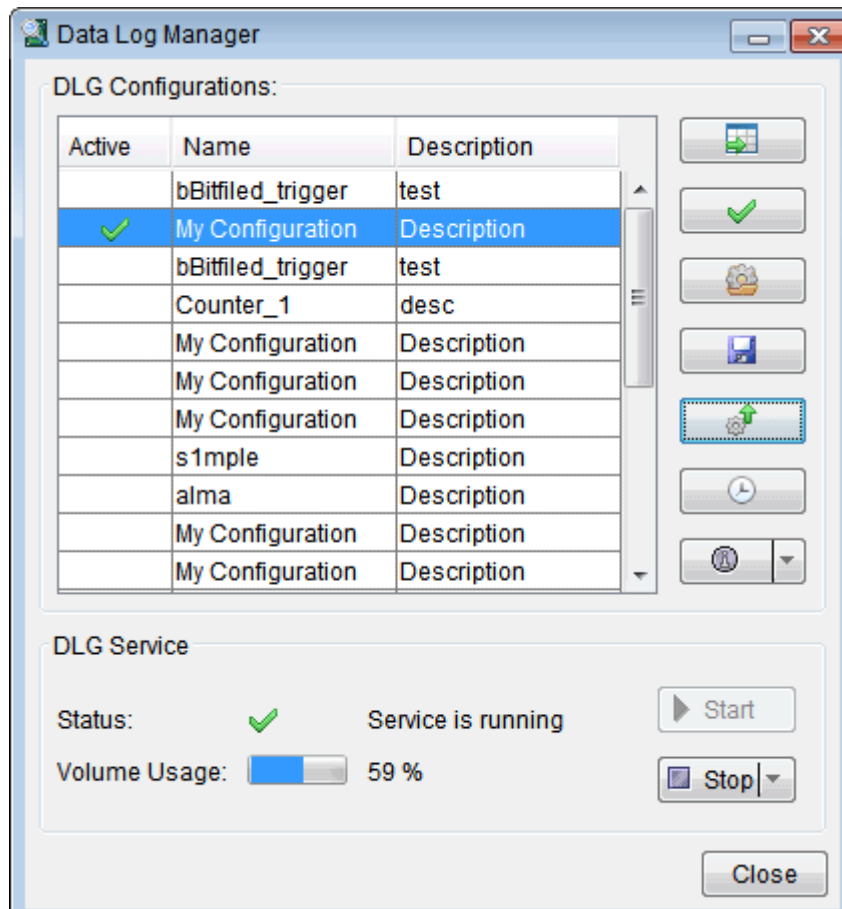 Data Log Manager
DLG Configurations:
Active Name Description
bBitfiled_trigger test
My Configuration Description
bBitfiled_trigger test
Counter_1 desc
My Configuration Description
My Configuration Description
My Configuration Description
s1mple Description
alma Description
My Configuration Description
My Configuration Description
DLG Service
Status: Service is running Start
Volume Usage: 59 % Stop
Close